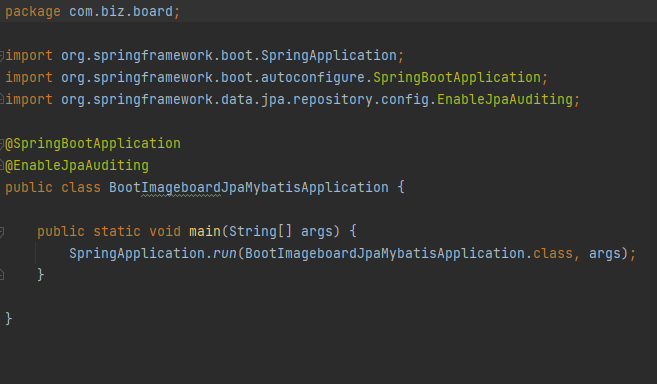 package com.biz.board;
import org.springframework.boot.SpringApplication;
import org.springframework.boot.autoconfigure.SpringBootApplication;
import org.springframework.data.jpa.repository.config.EnableJpaAuditing;
@SpringBootApplication
@EnableJpaAuditing
public class BootImageboardJpaMybatisApplication {
public static void main(String[] args) {
SpringApplication.run(BootImageboardJpaMybatisApplication.class, args);
}
}